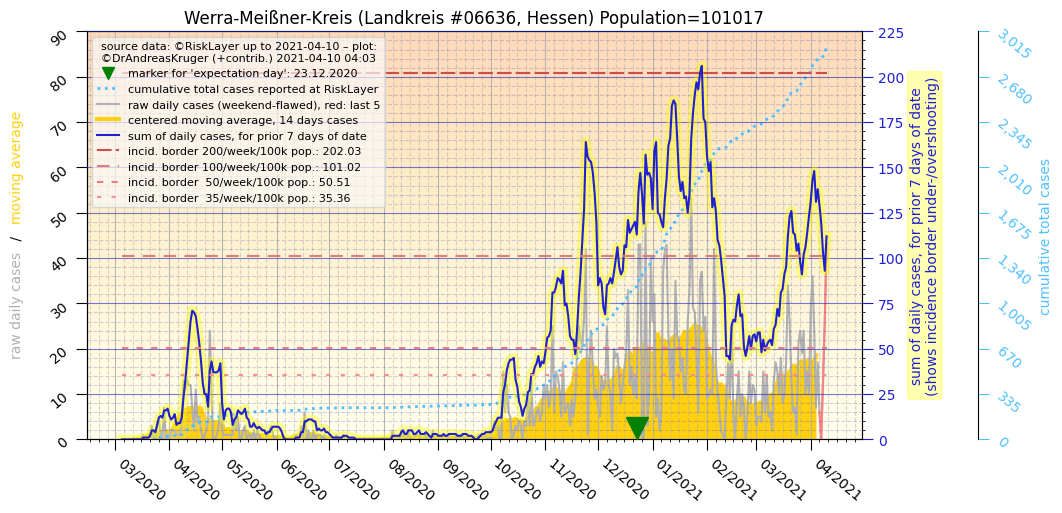 Werra-Meißner-Kreis (Landkreis #06636, Hessen) Population=101017
source data: ©RiskLayer up to 2021-04-10 – plot:
©DrAndreasKruger (+contrib.) 2021-04-10 04:03
marker for 'expectation day': 23.12.2020
cumulative total cases reported at RiskLayer
raw daily cases (weekend-flawed), red: last 5
centered moving average, 14 days cases
sum of daily cases, for prior 7 days of date
incid. border 200/week/100k pop.: 202.03
incid. border 100/week/100k pop.: 101.02
incid. border  50/week/100k pop.: 50.51
incid. border  35/week/100k pop.: 35.36
raw daily cases / moving average
90
80
70
60
50
40
30
20
10
0
03/2020
04/2020
05/2020
06/2020
07/2020
08/2020
09/2020
10/2020
11/2020
12/2020
01/2021
02/2021
03/2021
04/2021
225
200
175
150
125
100
75
50
25
0
sum of daily cases, for prior 7 days of date
(shows incidence border under-/overshooting)
3,015
2,680
2,345
2,010
1,675
1,340
1,005
670
335
0
cumulative total cases